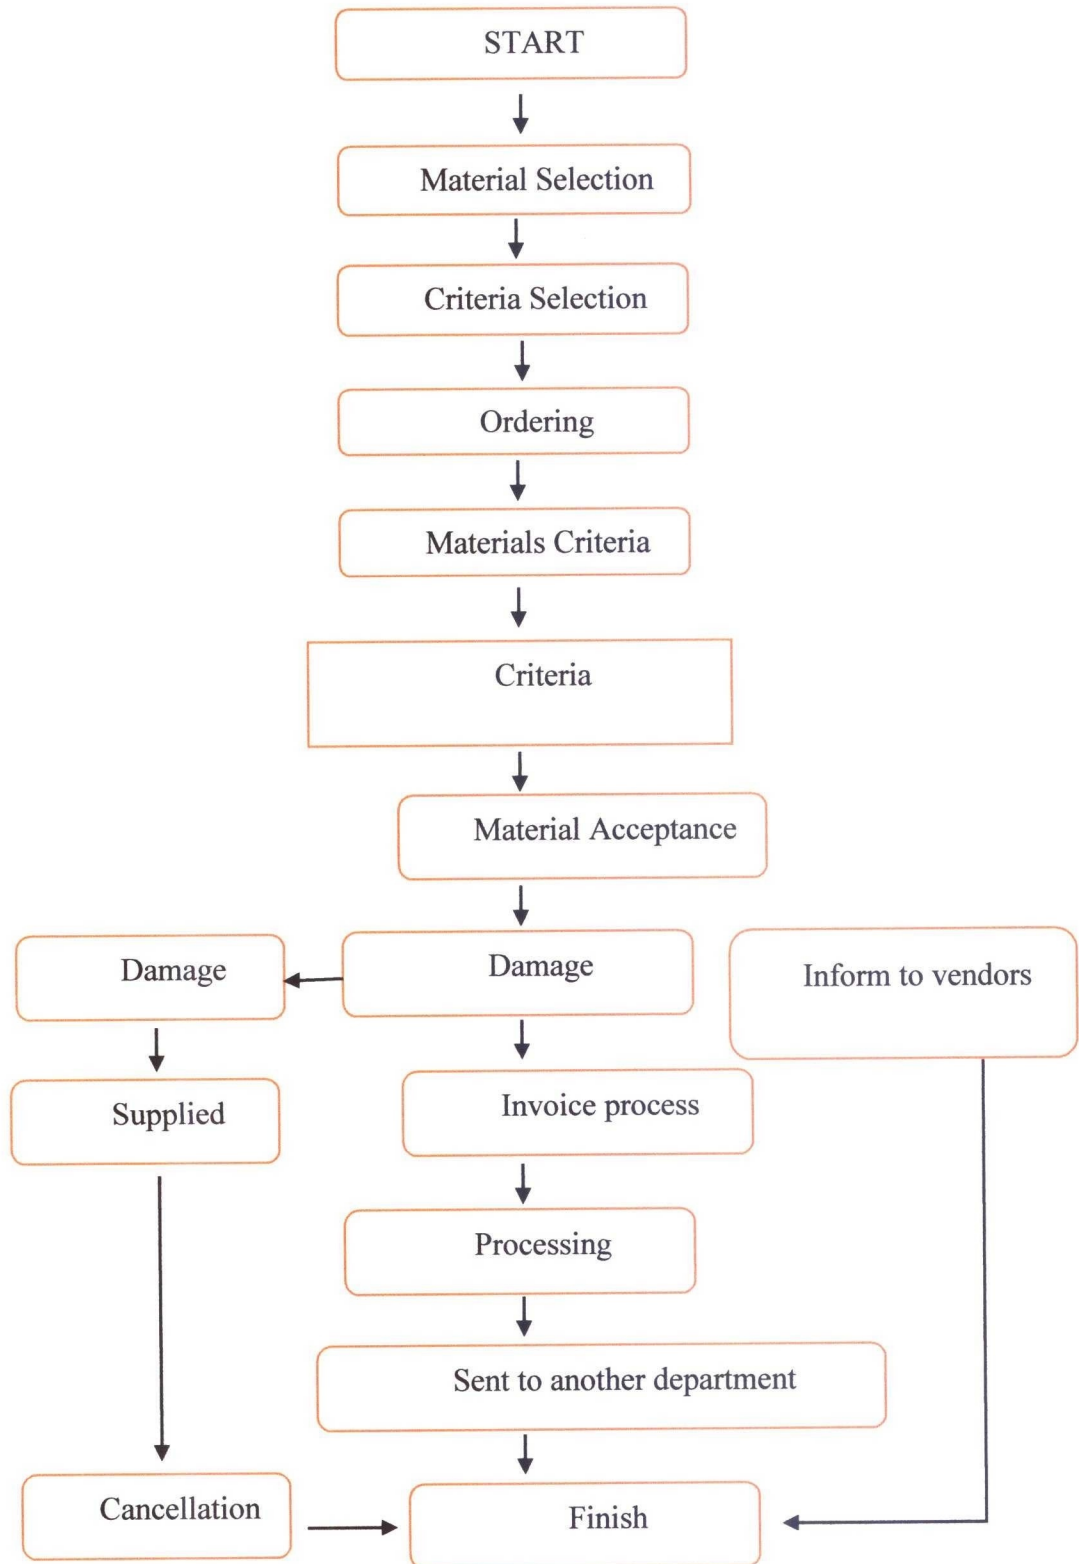 START
Material Selection
Criteria Selection
Ordering
Materials Criteria
Criteria
Material Acceptance
Damage
Damage
Inform to vendors
Supplied
Invoice process
Processing
Sent to another department
Cancellation
Finish